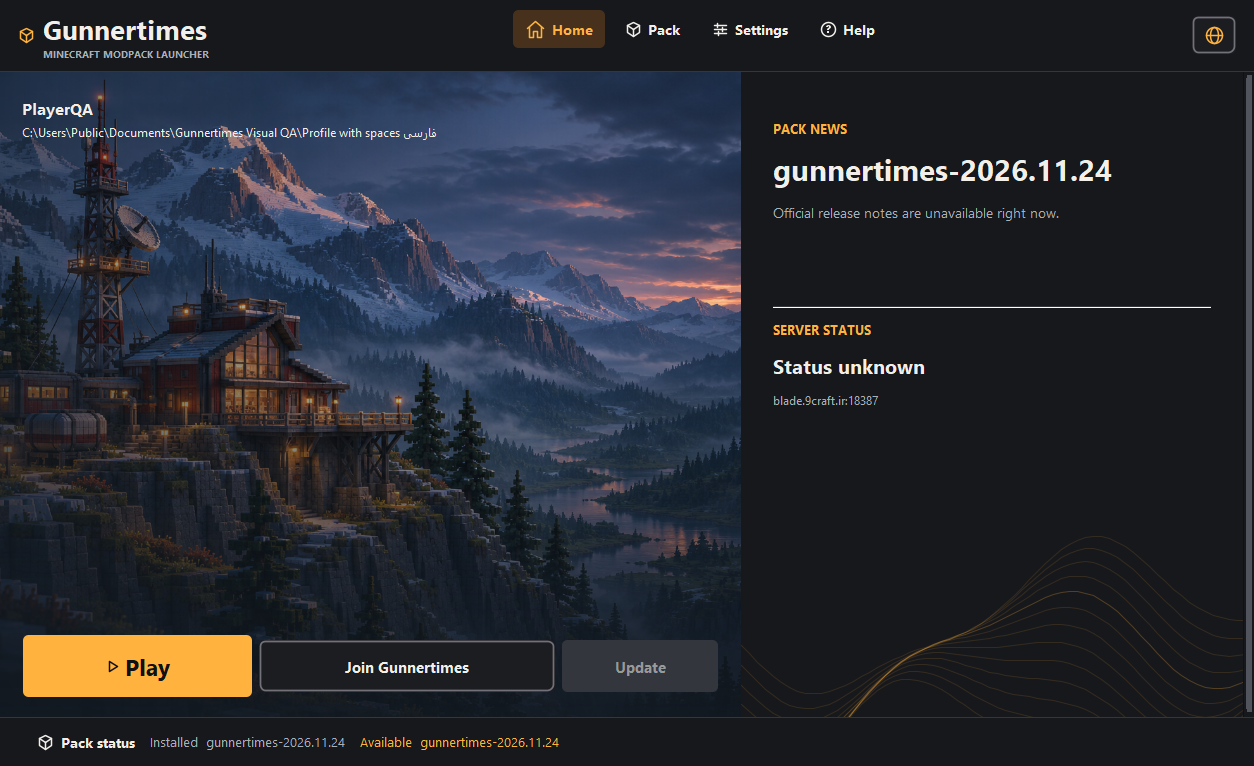 Gunnertimes
MINECRAFT MODPACK LAUNCHER
Home
Pack
Settings
Help
PlayerQA
C:\Users\Public\Documents\Gunnertimes Visual QA\Profile with spaces فارسی
PACK NEWS
gunnertimes-2026.11.24
Official release notes are unavailable right now.
SERVER STATUS
Status unknown
blade.9craft.ir:18387
Play
Join Gunnertimes
Update
Pack status Installed gunnertimes-2026.11.24 Available gunnertimes-2026.11.24